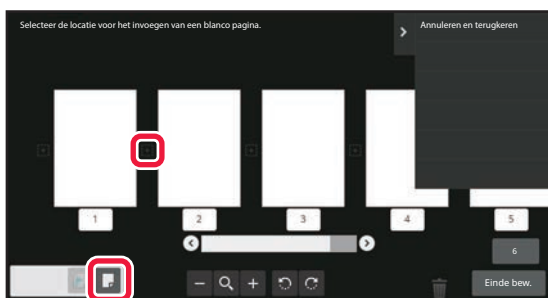 Selecteer de locatie voor het invoegen van een blanco pagina.
Annuleren en terugkeren
1
2
3
4
5
6
Einde bew.